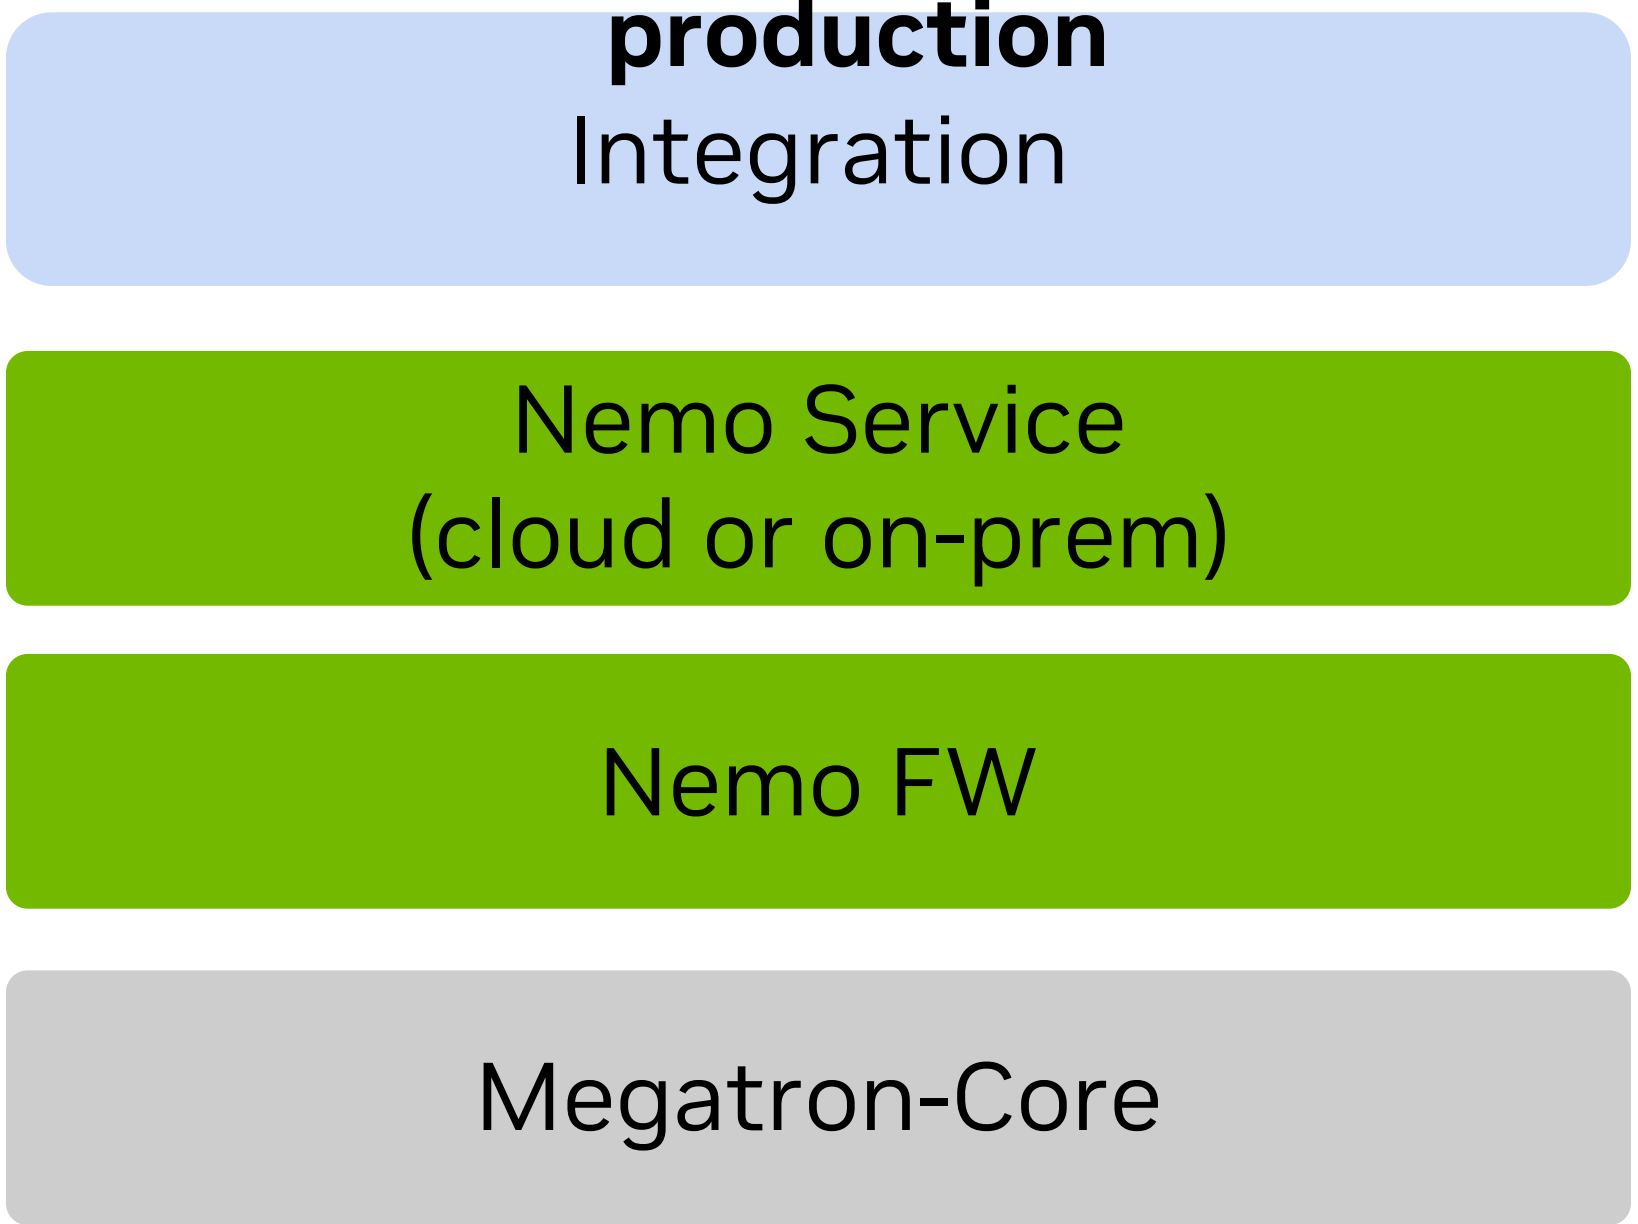 production
Integration
Nemo Service
(cloud or on-prem)
Nemo FW
Megatron-Core